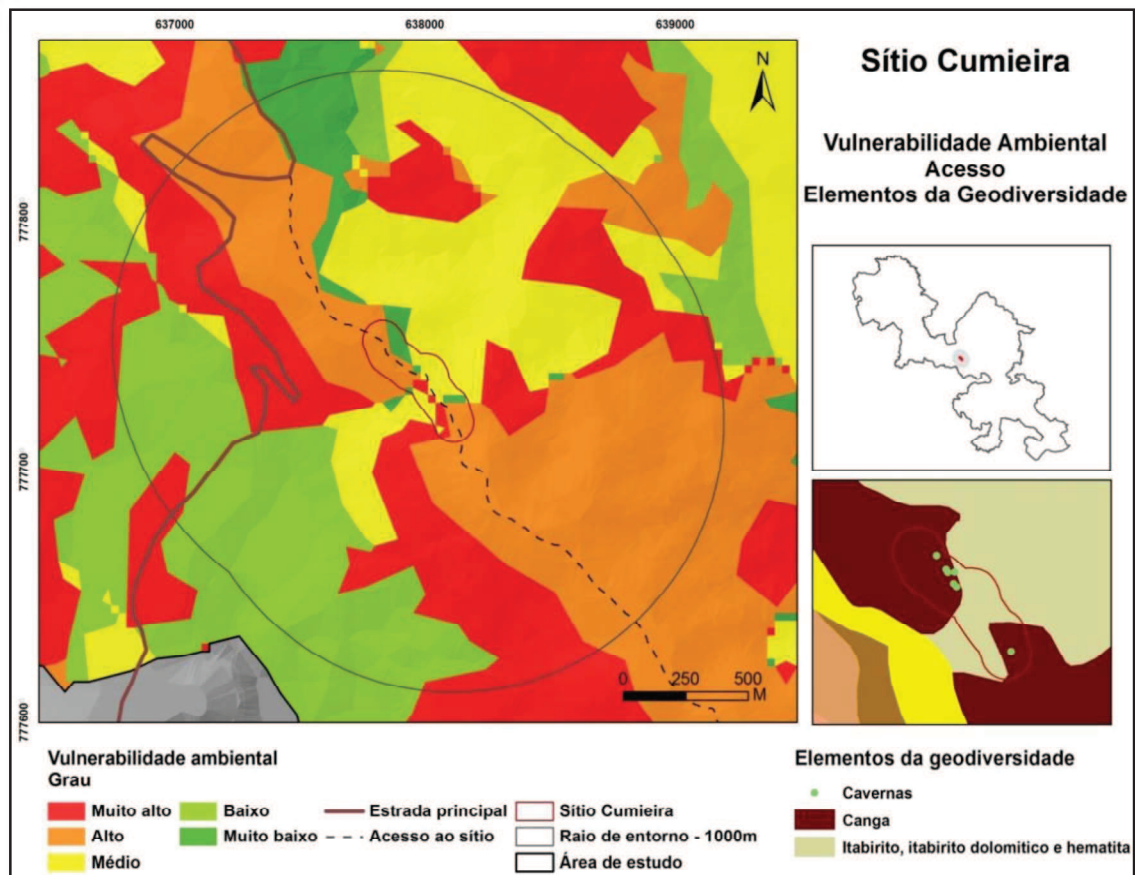 637000
638000
639000
777800
777700
777600
N
0 250 500
M
Sítio Cumieira
Vulnerabilidade Ambiental
Acesso
Elementos da Geodiversidade
Vulnerabilidade ambiental
Grau
Muito alto
Alto
Médio
Baixo
Muito baixo
Estrada principal
Acesso ao sítio
Sítio Cumieira
Raio de entorno - 1000m
Área de estudo
Elementos da geodiversidade
Cavernas
Canga
Itabirito, itabirito dolomitico e hematita